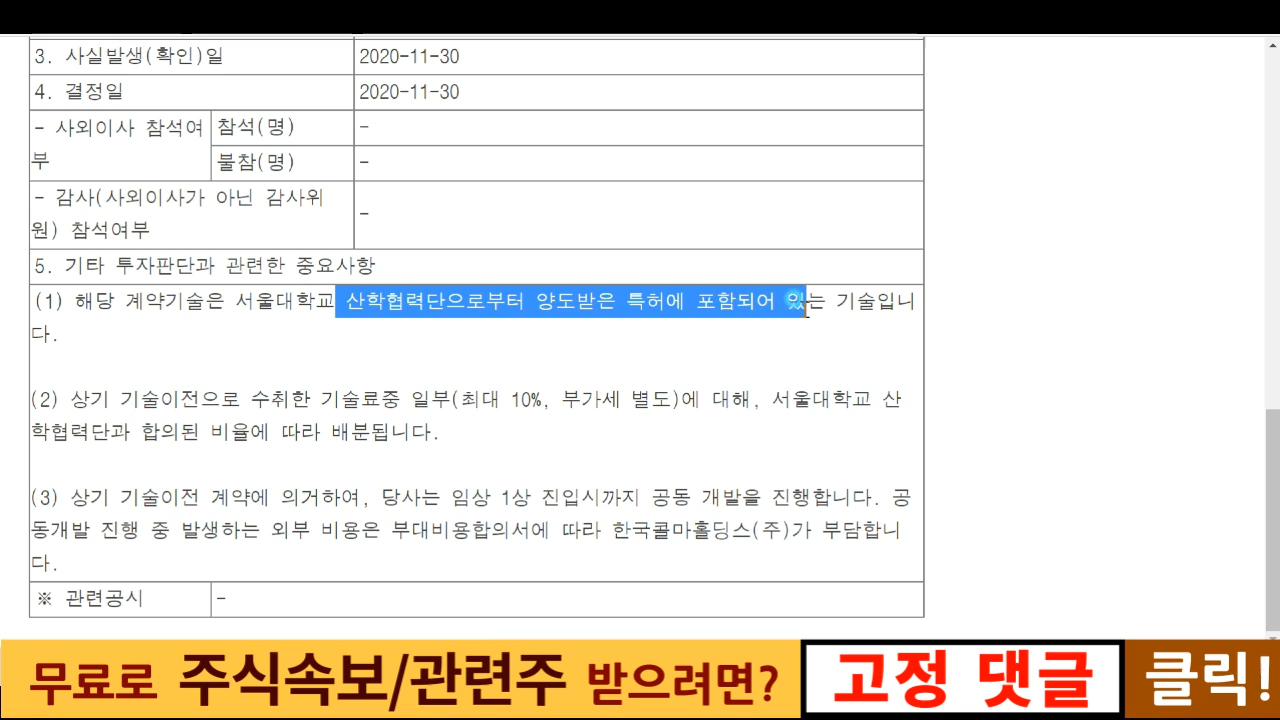 3. 사실발생(확인)일 2020-11-30
4. 결정일 2020-11-30
- 사외이사 참석여부 참석(명) -
불참(명) -
- 감사(사외이사가 아닌 감사위
원) 참석여부 -
5. 기타 투자판단과 관련한 중요사항
(1) 해당 계약기술은 서울대학교 산학협력단으로부터 양도받은 특허에 포함되어 있는 기술입니
다.
(2) 상기 기술이전으로 수취한 기술료중 일부(최대 10%, 부가세 별도)에 대해, 서울대학교 산
학협력단과 합의된 비율에 따라 배분됩니다.
(3) 상기 기술이전 계약에 의거하여, 당사는 임상 1상 진입시까지 공동 개발을 진행합니다. 공
동개발 진행 중 발생하는 외부 비용은 부대비용합의서에 따라 한국콜마홀딩스(주)가 부담합니
다.
※ 관련공시 -
무료로 주식속보/관련주 받으려면? 고정 댓글 클릭!